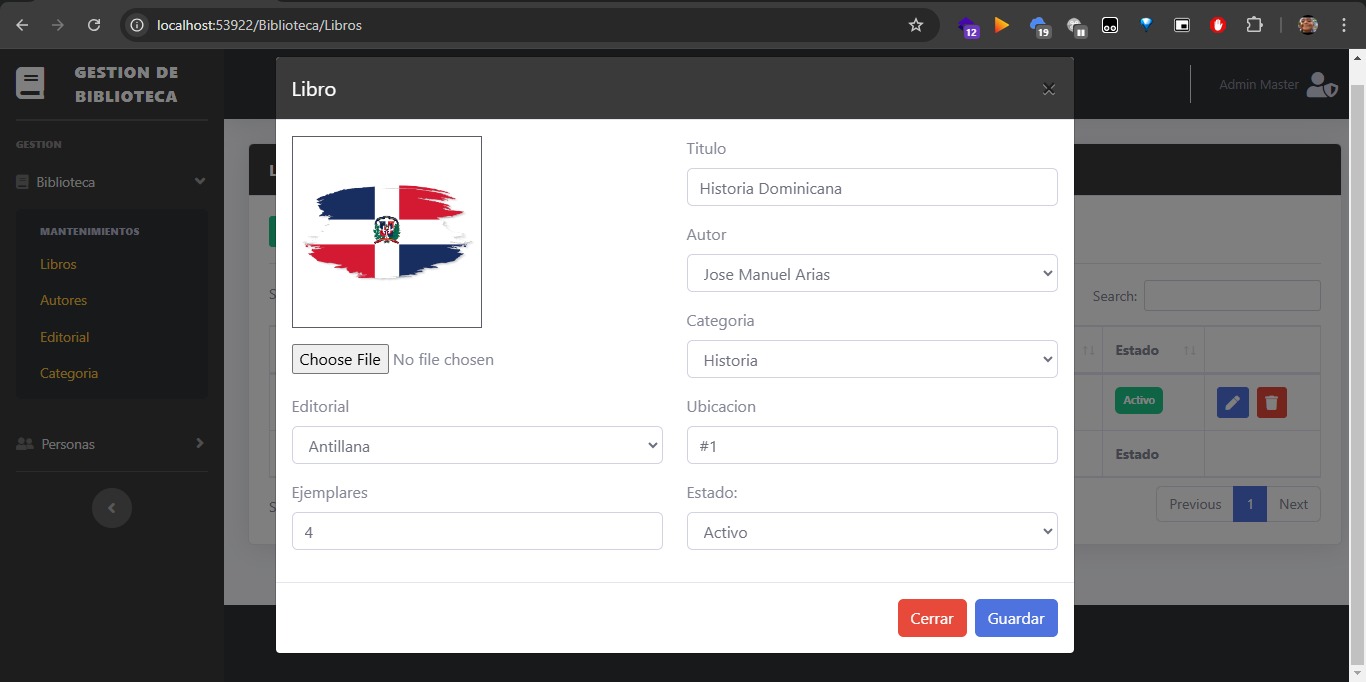 localhost:53922/Biblioteca/Libros
12
19
GESTION DE
BIBLIOTECA
Admin Master
GESTION
Biblioteca
MANTENIMIENTOS
Libros
Autores
Editorial
Categoria
Personas
Libro
×
Titulo
Historia Dominicana
Autor
Jose Manuel Arias
Categoria
Historia
Choose File No file chosen
Editorial
Antillana
Ubicacion
#1
Ejemplares
4
Estado:
Activo
Cerrar Guardar
L
S
Search:
Estado
Activo
Estado
S
Previous 1 Next